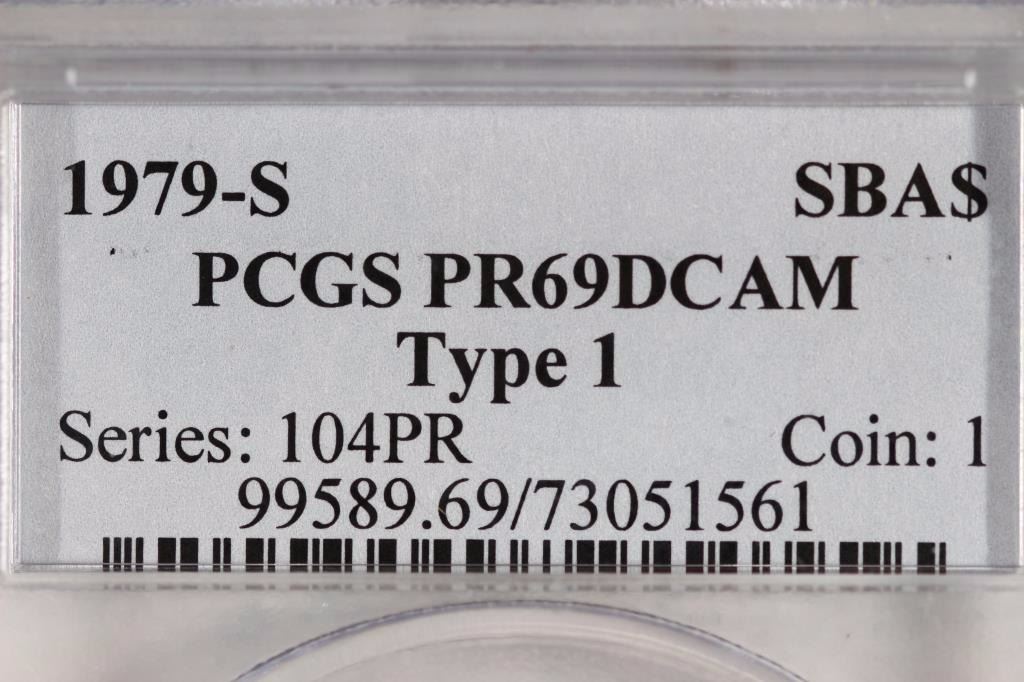 1979-S SBA$
PCGS PR69DCAM
Type 1
Series: 104PR Coin: 1
99589.69/73051561